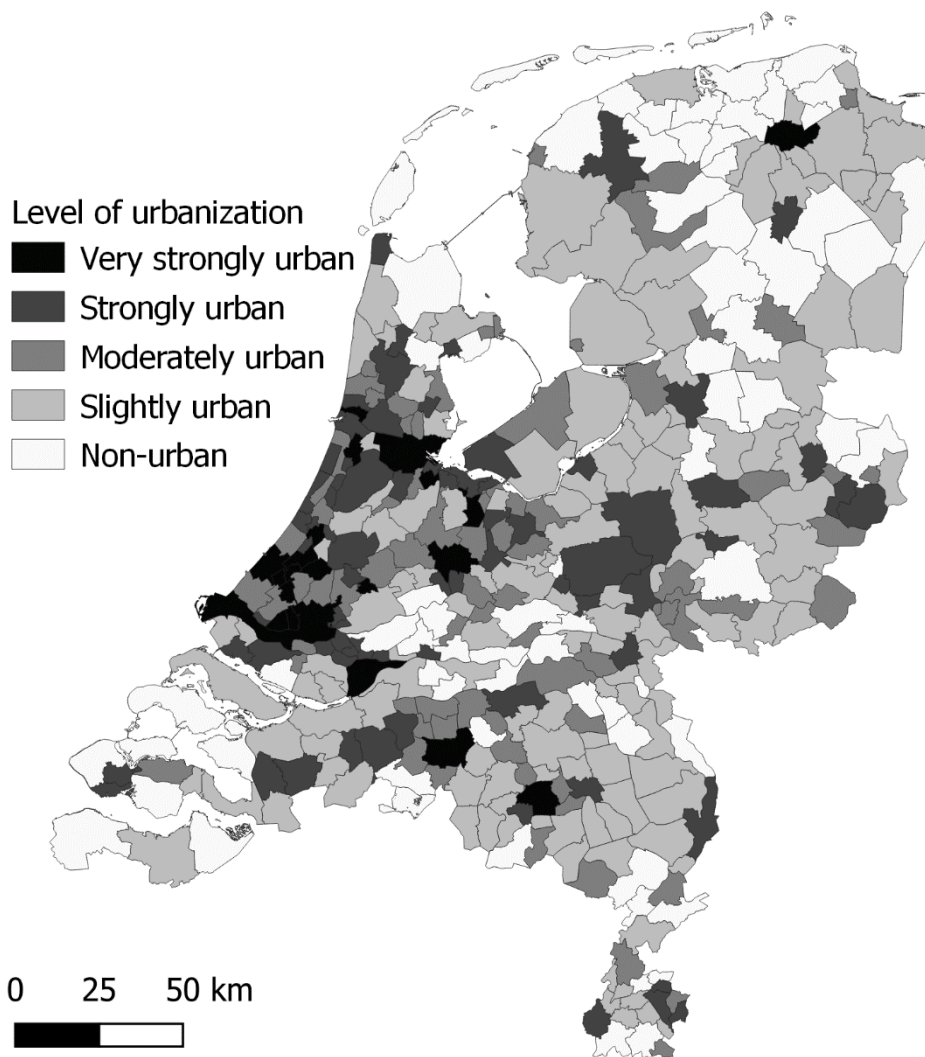 Level of urbanization
Very strongly urban
Strongly urban
Moderately urban
Slightly urban
Non-urban
0 25 50 km